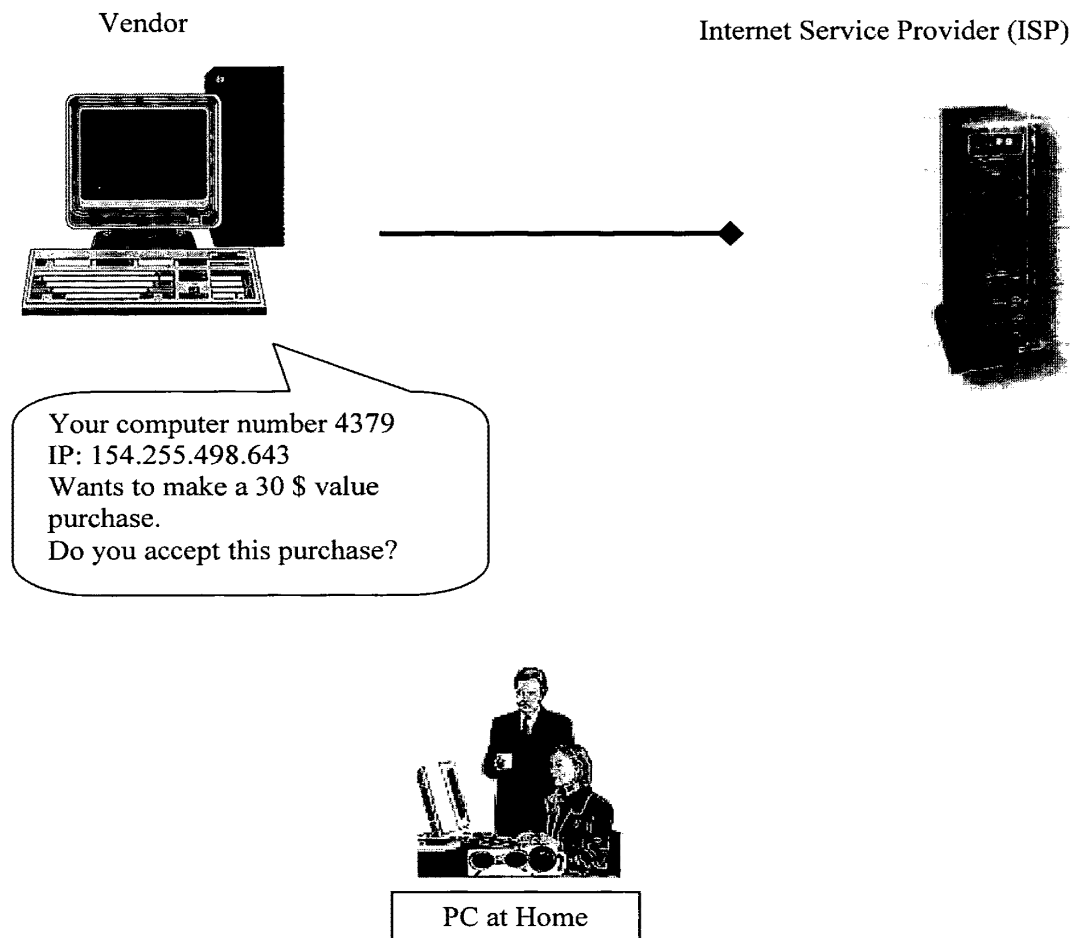 Vendor
Internet Service Provider (ISP)
Your computer number 4379
IP: 154.255.498.643
Wants to make a 30 $ value
purchase.
Do you accept this purchase?
PC at Home